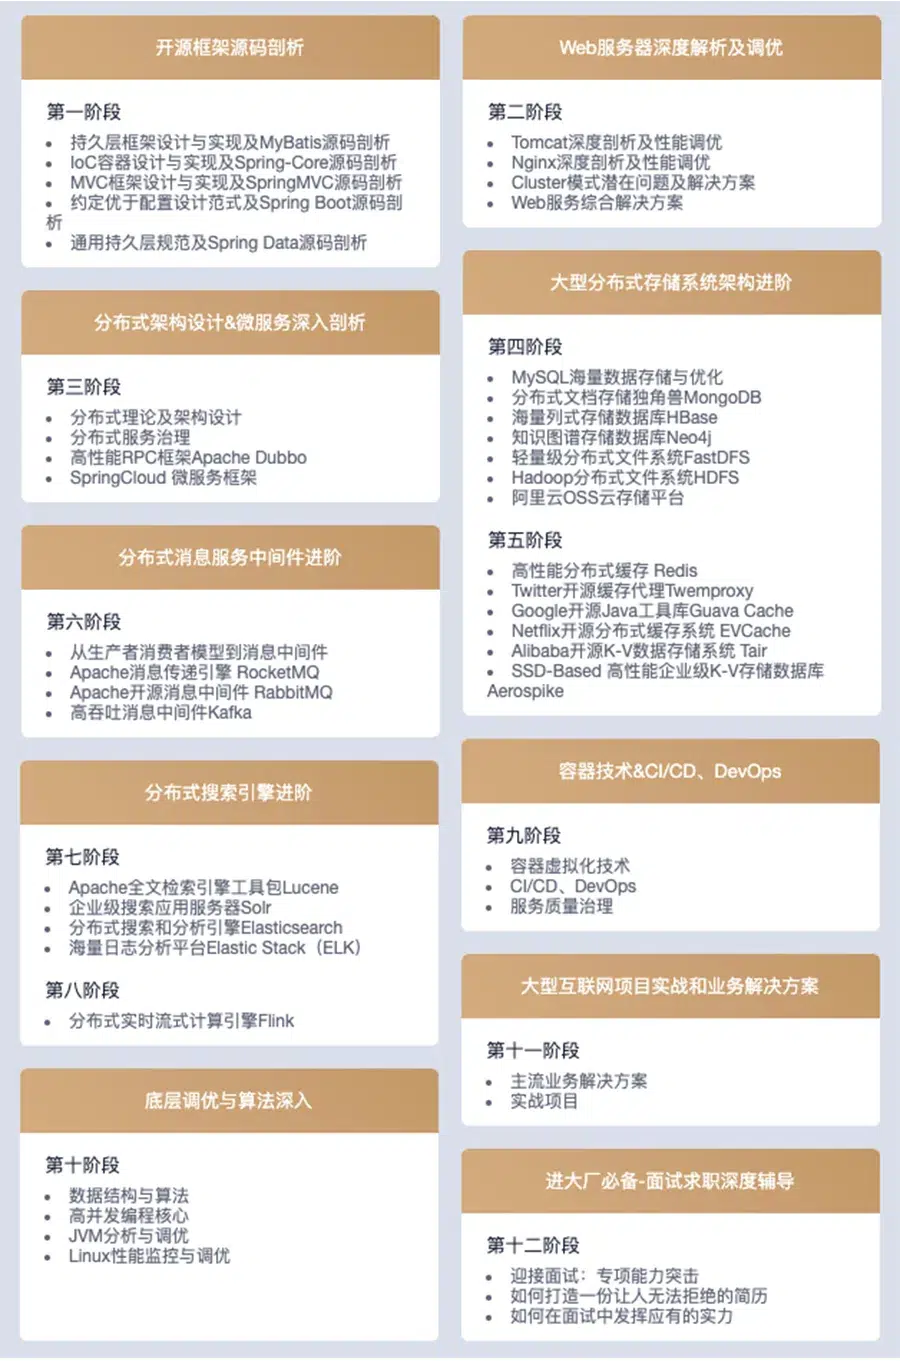 开源框架源码剖析
第一阶段
• 持久层框架设计与实现及MyBatis源码剖析
• IoC容器设计与实现及Spring-Core源码剖析
• MVC框架设计与实现及SpringMVC源码剖析
• 约定优于配置设计范式及Spring Boot源码剖
析
• 通用持久层规范及Spring Data源码剖析
Web服务器深度解析及调优
第二阶段
• Tomcat深度剖析及性能调优
• Nginx深度剖析及性能调优
• Cluster模式潜在问题及解决方案
• Web服务综合解决方案
分布式架构设计&微服务深入剖析
第三阶段
• 分布式理论及架构设计
• 分布式服务治理
• 高性能RPC框架Apache Dubbo
• SpringCloud 微服务框架
大型分布式存储系统架构进阶
第四阶段
• MySQL海量数据存储与优化
• 分布式文档存储独角兽MongoDB
• 海量列式存储数据库HBase
• 知识图谱存储数据库Neo4j
• 轻量级分布式文件系统FastDFS
• Hadoop分布式文件系统HDFS
• 阿里云OSS云存储平台
第五阶段
• 高性能分布式缓存 Redis
• Twitter开源缓存代理Twemproxy
• Google开源Java工具库Guava Cache
• Netflix开源分布式缓存系统 EVCache
• Alibaba开源K-V数据存储系统 Tair
• SSD-Based 高性能企业级K-V存储数据库
Aerospike
分布式消息服务中间件进阶
第六阶段
• 从生产者消费者模型到消息中间件
• Apache消息传递引擎 RocketMQ
• Apache开源消息中间件 RabbitMQ
• 高吞吐消息中间件Kafka
分布式搜索引擎进阶
第七阶段
• Apache全文检索引擎工具包Lucene
• 企业级搜索应用服务器Solr
• 分布式搜索和分析引擎Elasticsearch
• 海量日志分析平台Elastic Stack（ELK）
第八阶段
• 分布式实时流式计算引擎Flink
容器技术&CI/CD、DevOps
第九阶段
• 容器虚拟化技术
• CI/CD、DevOps
• 服务质量治理
底层调优与算法深入
第十阶段
• 数据结构与算法
• 高并发编程核心
• JVM分析与调优
• Linux性能监控与调优
大型互联网项目实战和业务解决方案
第十一阶段
• 主流业务解决方案
• 实战项目
进大厂必备-面试求职深度辅导
第十二阶段
• 迎接面试：专项能力突击
• 如何打造一份让人无法拒绝的简历
• 如何在面试中发挥应有的实力